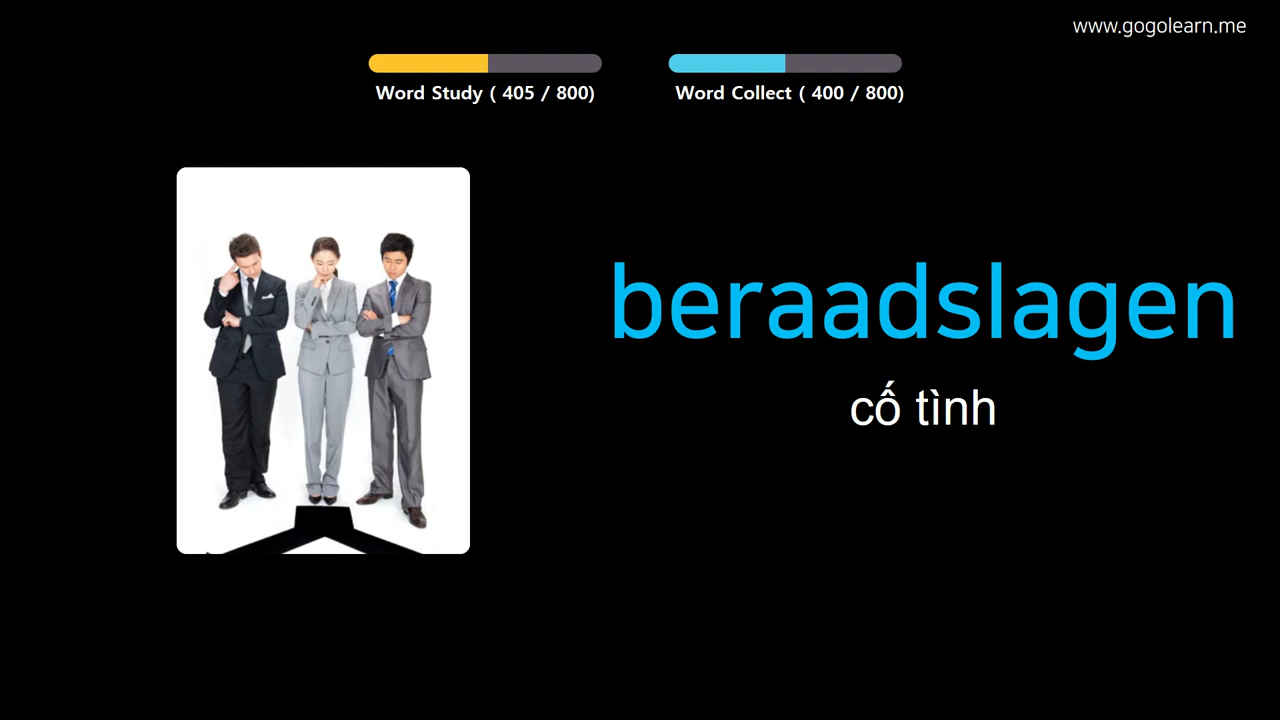 www.gogolearn.me
Word Study ( 405 / 800)
Word Collect ( 400 / 800)
beraadslagen
cố tình